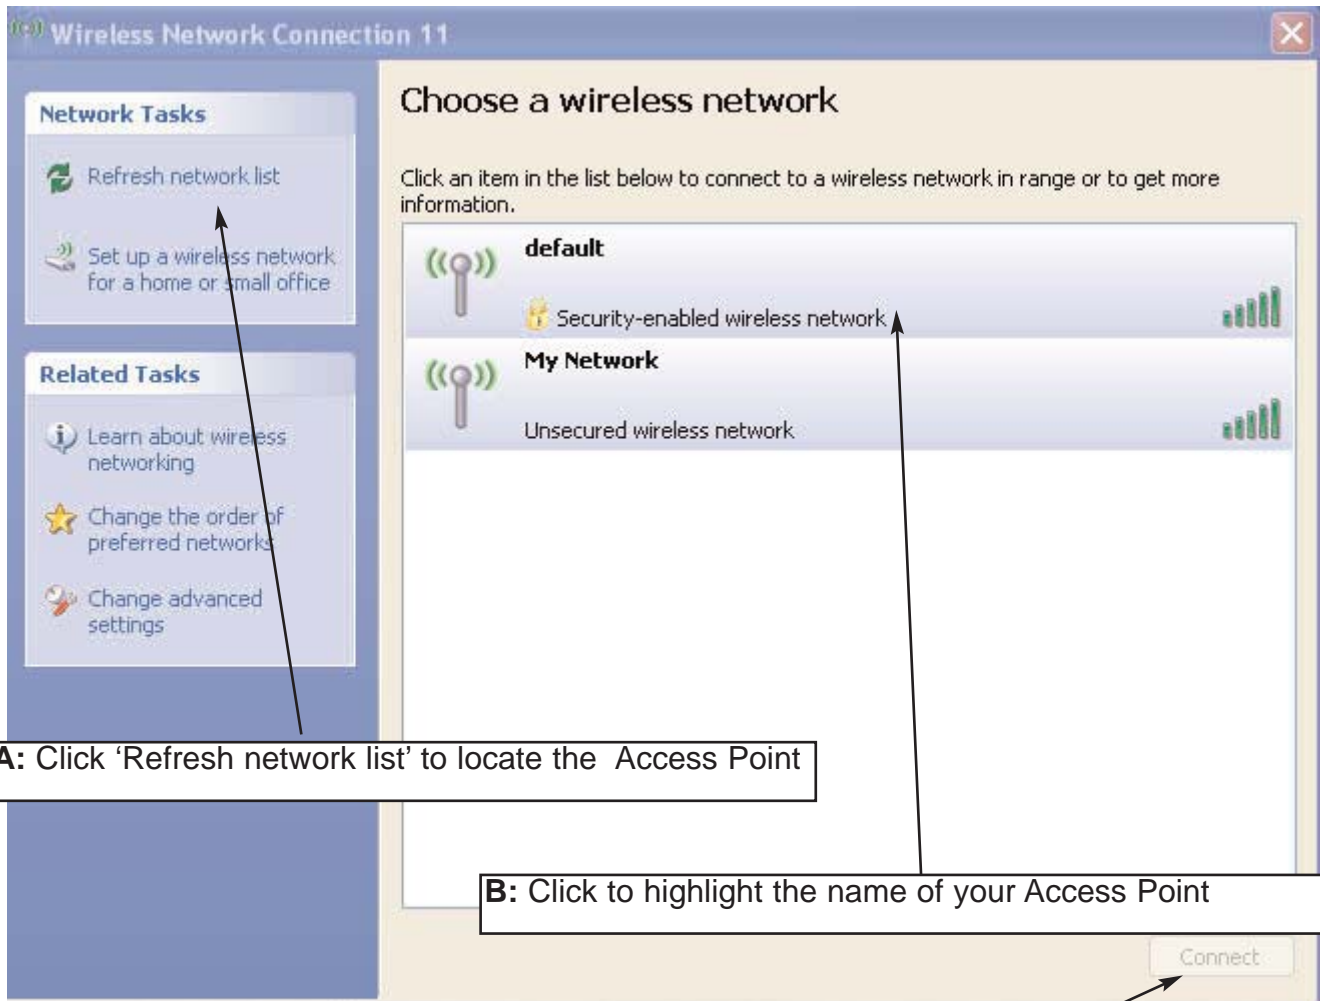 Wireless Network Connection 11
Network Tasks
Refresh network list
Set up a wireless network
for a home or small office
Related Tasks
Learn about wireless
networking
Change the order of
preferred networks
Change advanced
settings
Choose a wireless network
Click an item in the list below to connect to a wireless network in range or to get more
information.
default
Security-enabled wireless network
My Network
Unsecured wireless network
A: Click ‘Refresh network list’ to locate the  Access Point
B: Click to highlight the name of your Access Point
Connect